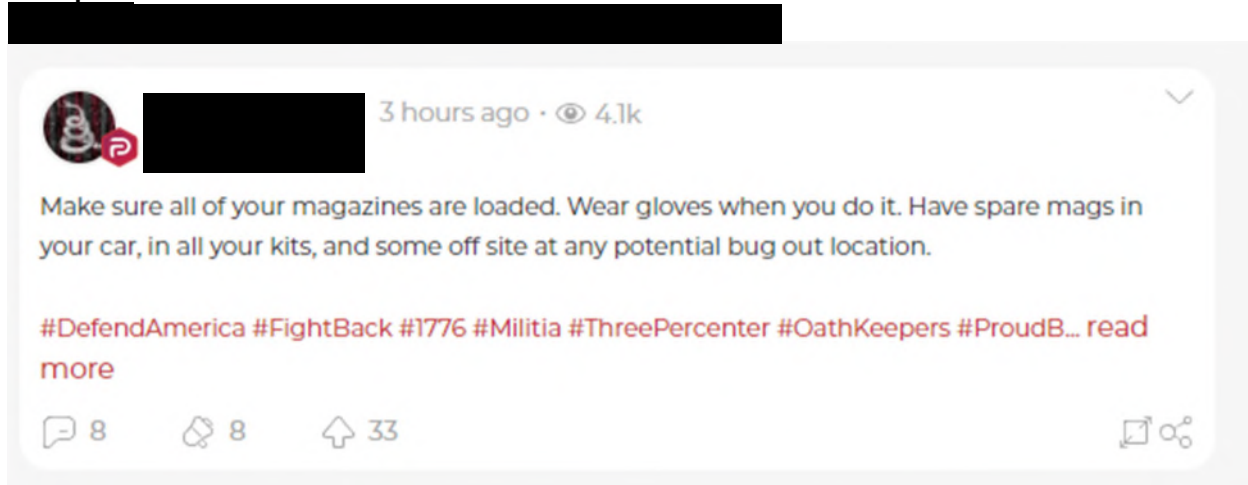 3 hours ago · 4.1k
Make sure all of your magazines are loaded. Wear gloves when you do it. Have spare mags in
your car, in all your kits, and some off site at any potential bug out location.
#DefendAmerica #FightBack #1776 #Militia #ThreePercenter #OathKeepers #ProudB... read
more
8 8 33